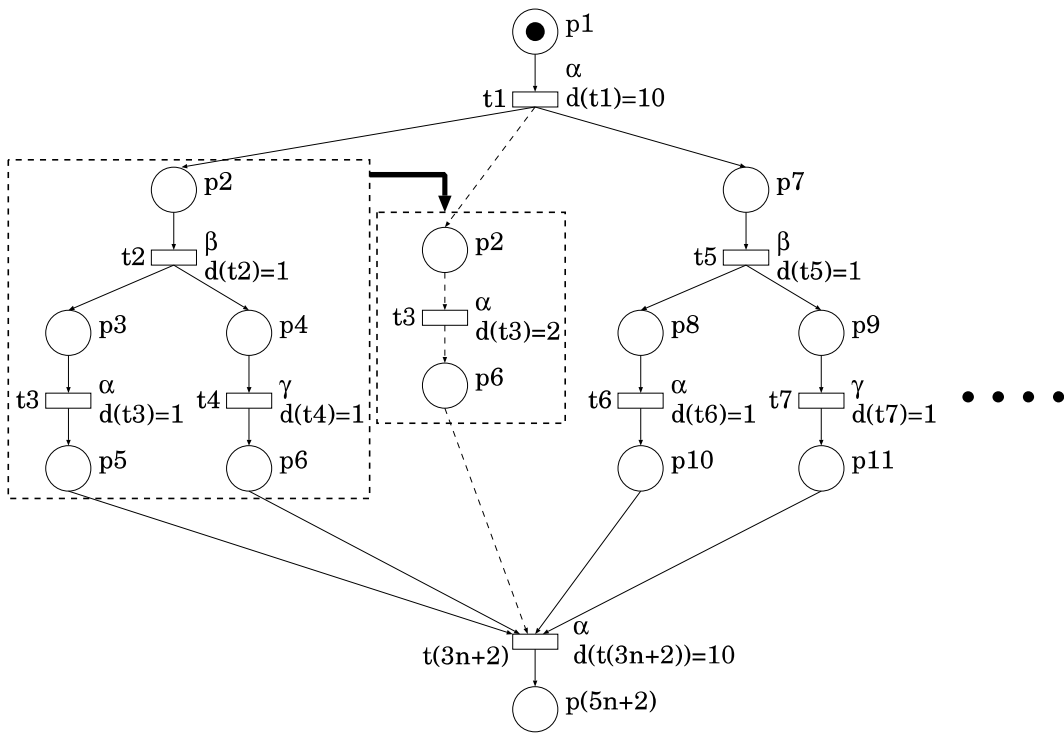 p1
α
t1 d(t1)=10
p2
p7
t2 β
d(t2)=1
p2
t5 β
d(t5)=1
p3
p4
t3 α
d(t3)=2
p8
p9
p6
t3 α
d(t3)=1
t4 γ
d(t4)=1
t6 α
d(t6)=1
t7 γ
d(t7)=1
p5
p6
p10
p11
α
t(3n+2) d(t(3n+2))=10
p(5n+2)